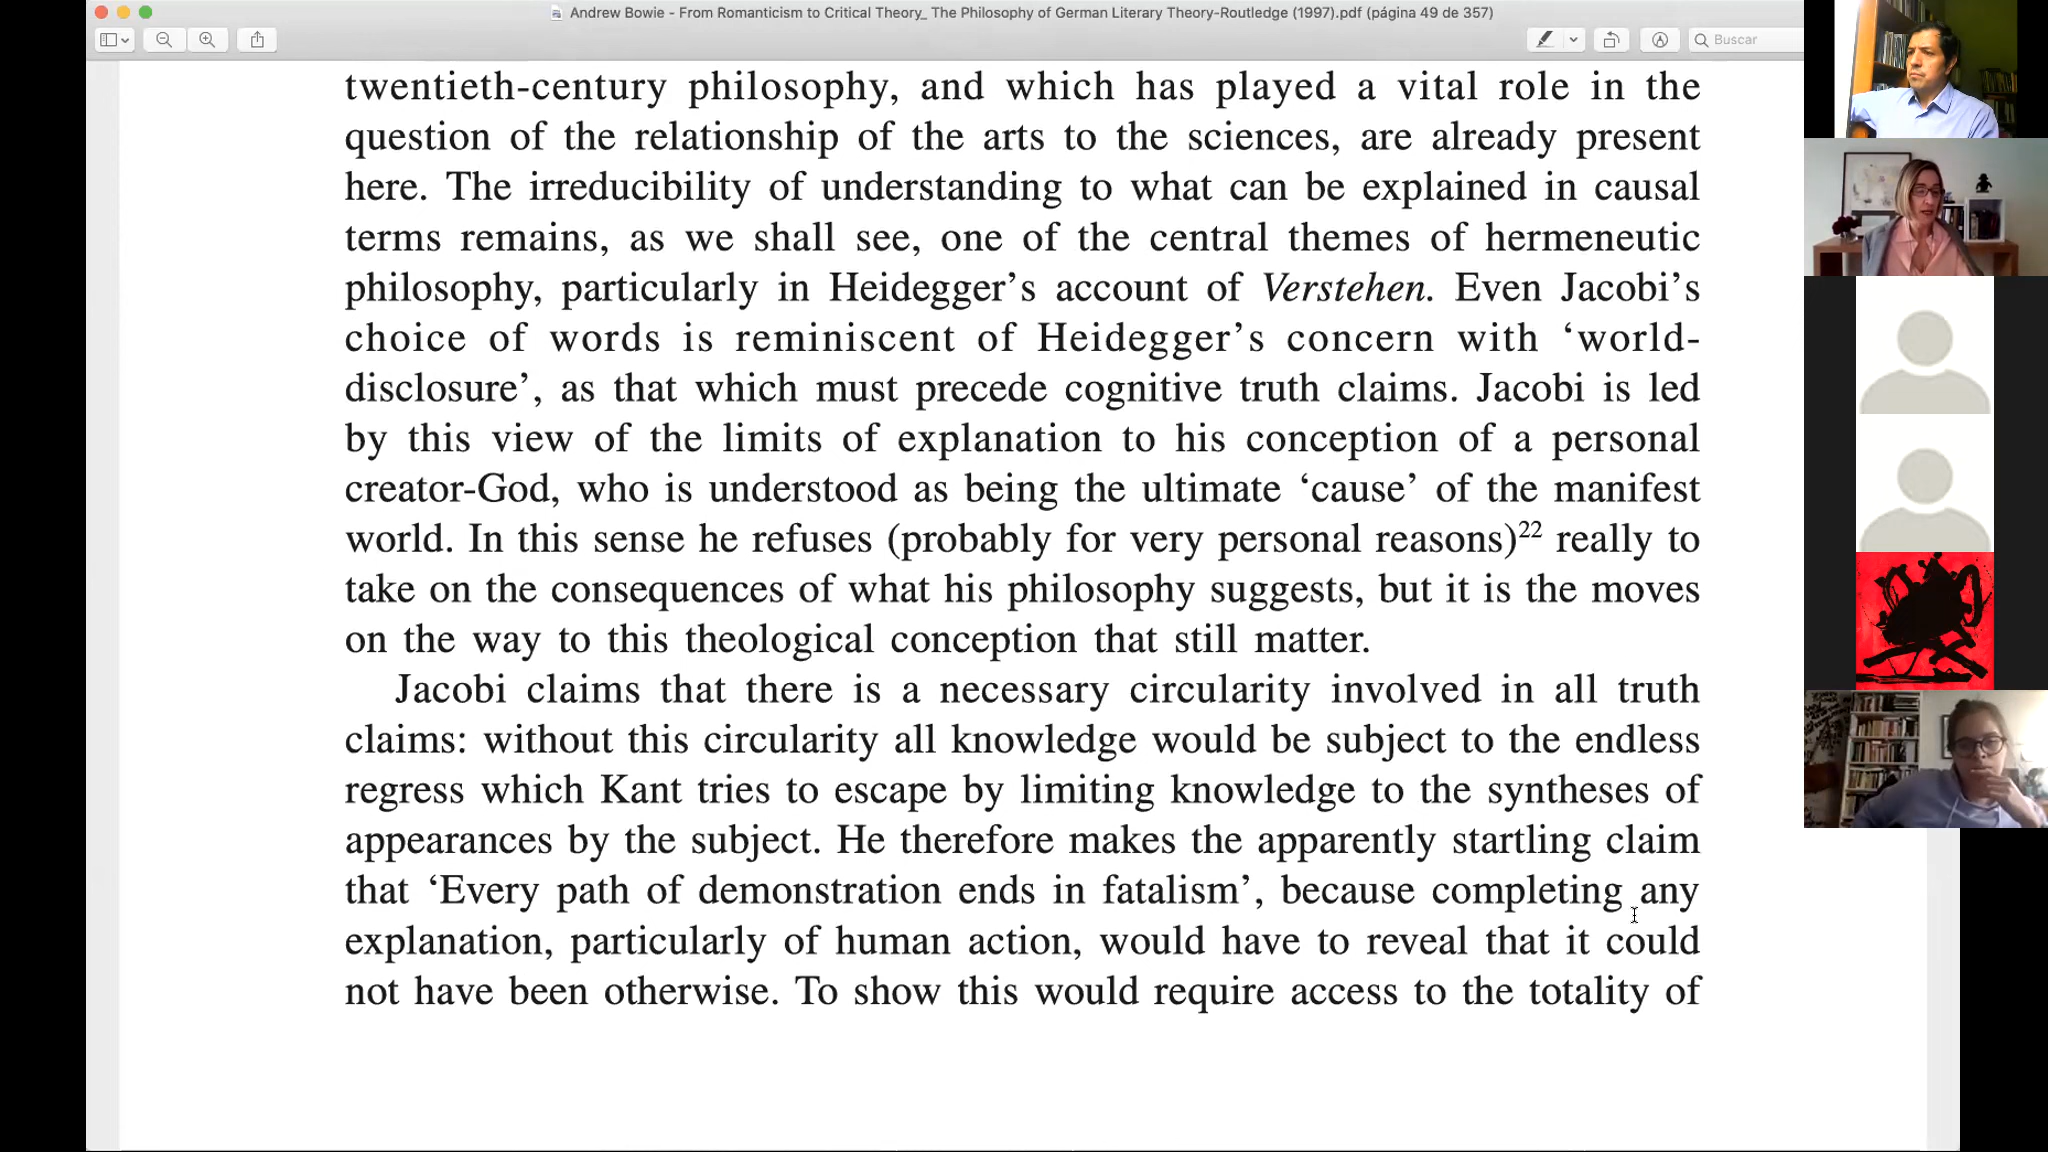 Andrew Bowie - From Romanticism to Critical Theory_ The Philosophy of German Literary Theory-Routledge (1997).pdf (página 49 de 357)
Buscar
twentieth-century philosophy, and which has played a vital role in the
question of the relationship of the arts to the sciences, are already present
here. The irreducibility of understanding to what can be explained in causal
terms remains, as we shall see, one of the central themes of hermeneutic
philosophy, particularly in Heidegger’s account of Verstehen. Even Jacobi’s
choice of words is reminiscent of Heidegger’s concern with ‘world-
disclosure’, as that which must precede cognitive truth claims. Jacobi is led
by this view of the limits of explanation to his conception of a personal
creator-God, who is understood as being the ultimate ‘cause’ of the manifest
world. In this sense he refuses (probably for very personal reasons)22 really to
take on the consequences of what his philosophy suggests, but it is the moves
on the way to this theological conception that still matter.
Jacobi claims that there is a necessary circularity involved in all truth
claims: without this circularity all knowledge would be subject to the endless
regress which Kant tries to escape by limiting knowledge to the syntheses of
appearances by the subject. He therefore makes the apparently startling claim
that ‘Every path of demonstration ends in fatalism’, because completing any
explanation, particularly of human action, would have to reveal that it could
not have been otherwise. To show this would require access to the totality of